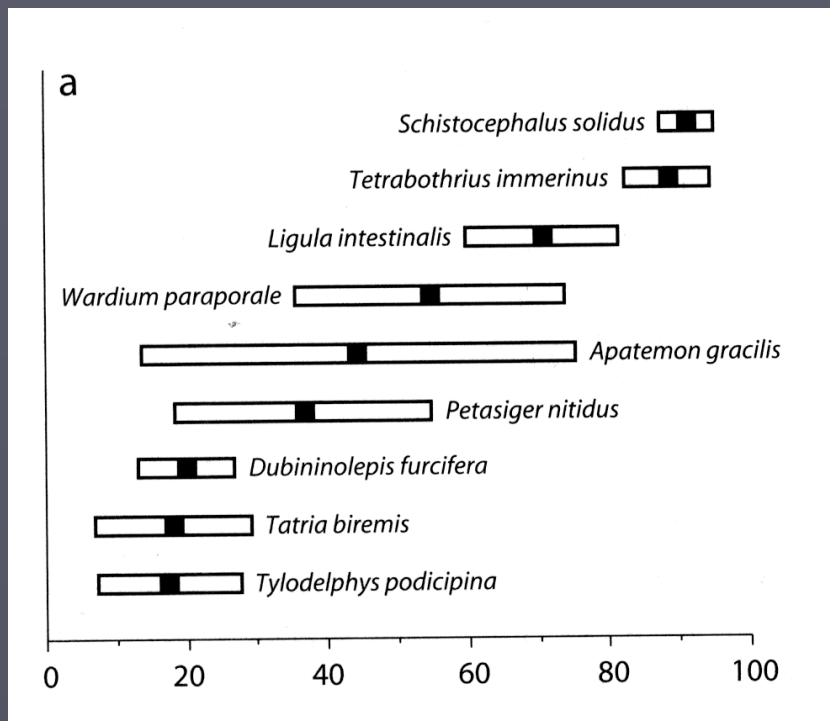 a
Schistocephalus solidus
Tetrabothrius immerinus
Ligula intestinalis
Wardium paraporale
Apatemon gracilis
Petasiger nitidus
Dubininolepis furcifera
Tatria biremis
Tylodelphys podicipina
0 20 40 60 80 100